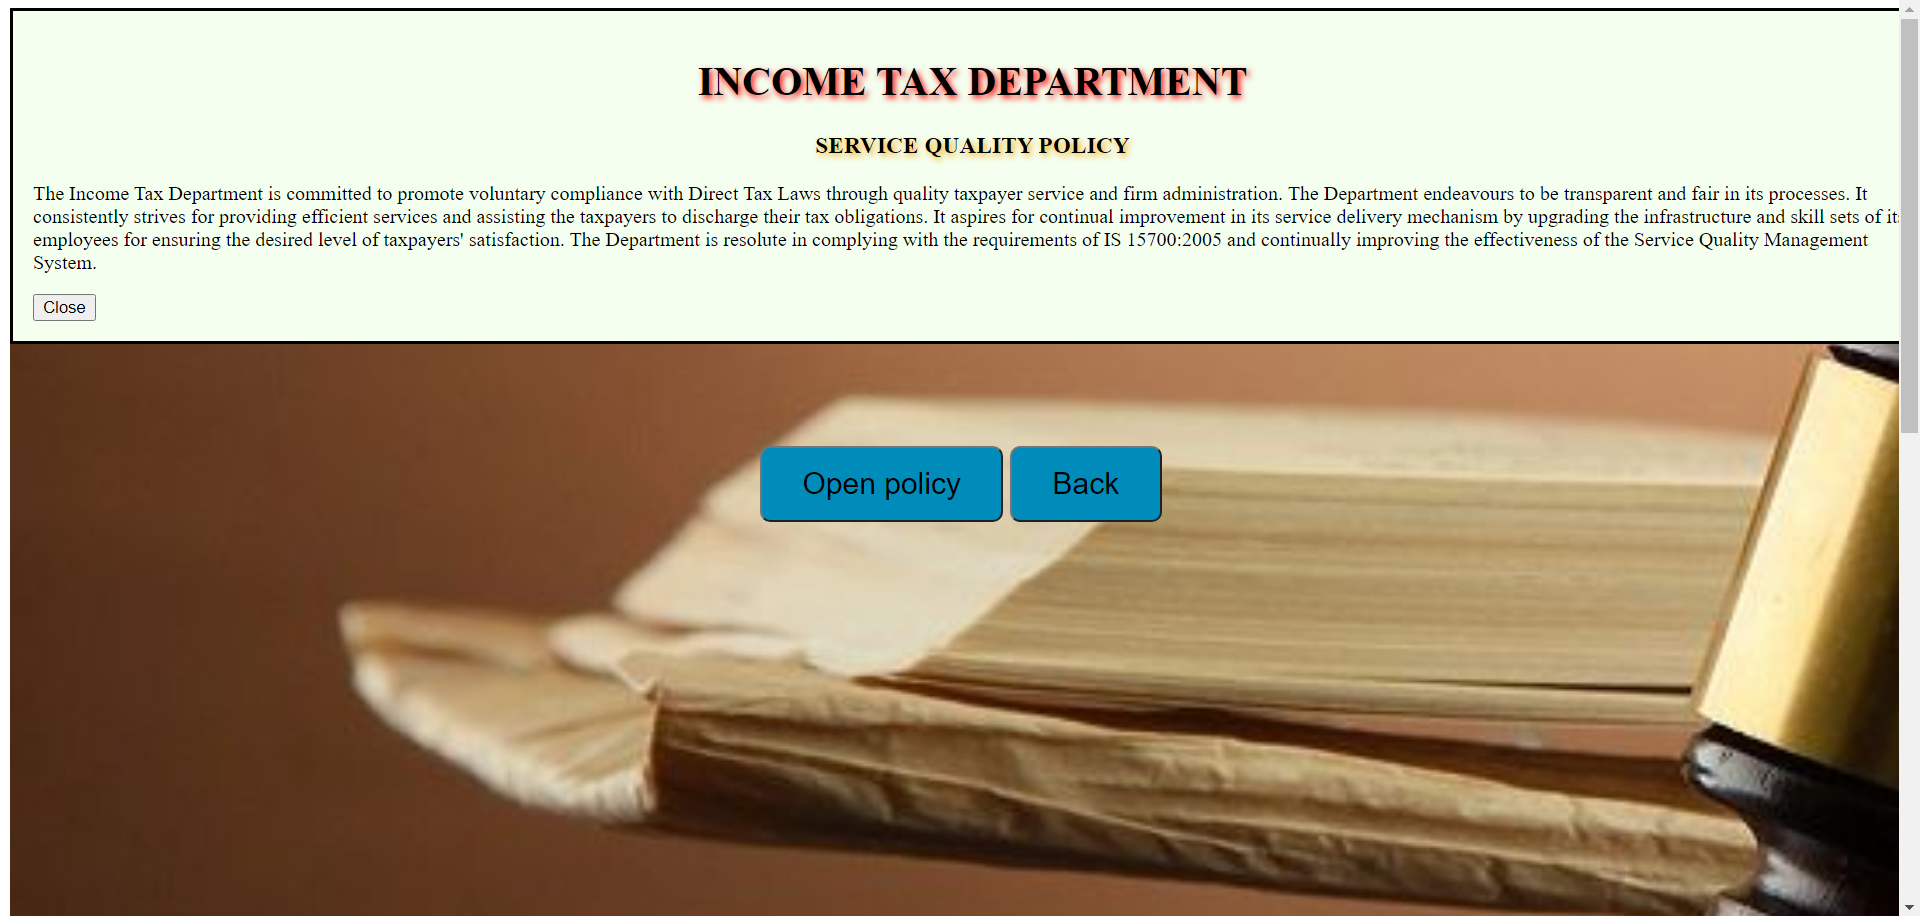 INCOME TAX DEPARTMENT
SERVICE QUALITY POLICY
The Income Tax Department is committed to promote voluntary compliance with Direct Tax Laws through quality taxpayer service and firm administration. The Department endeavours to be transparent and fair in its processes. It
consistently strives for providing efficient services and assisting the taxpayers to discharge their tax obligations. It aspires for continual improvement in its service delivery mechanism by upgrading the infrastructure and skill sets of its
employees for ensuring the desired level of taxpayers' satisfaction. The Department is resolute in complying with the requirements of IS 15700:2005 and continually improving the effectiveness of the Service Quality Management
System.
Close
Open policy Back